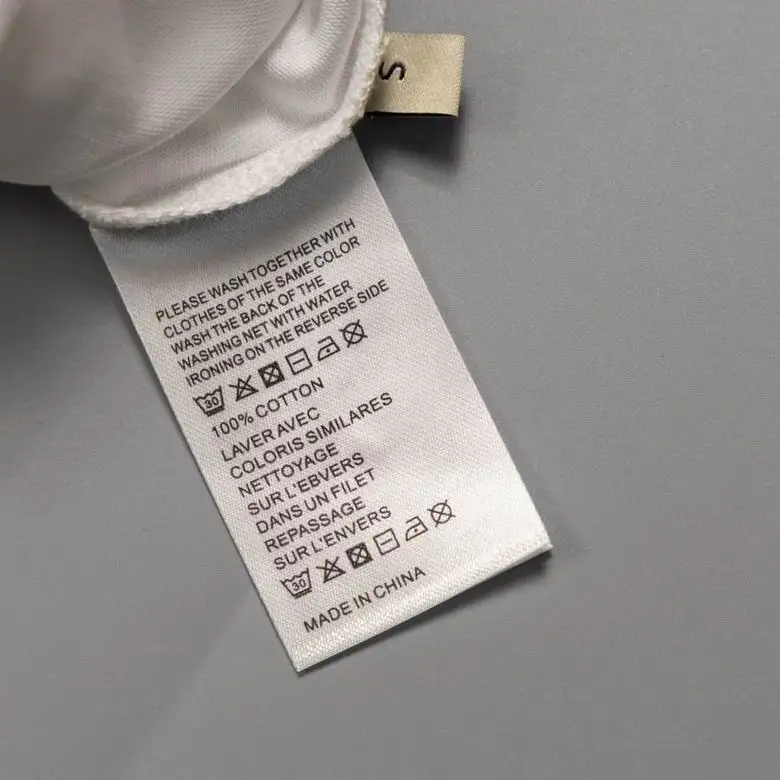 S
PLEASE WASH TOGETHER WITH
CLOTHES OF THE SAME COLOR
WASH THE BACK OF THE
WASHING NET WITH WATER
IRONING ON THE REVERSE SIDE
30
100% COTTON
LAVER AVEC
COLORIS SIMILARES
NETTOYAGE
SUR L'EBVERS
DANS UN FILET
REPASSAGE
SUR L'ENVERS
30
MADE IN CHINA